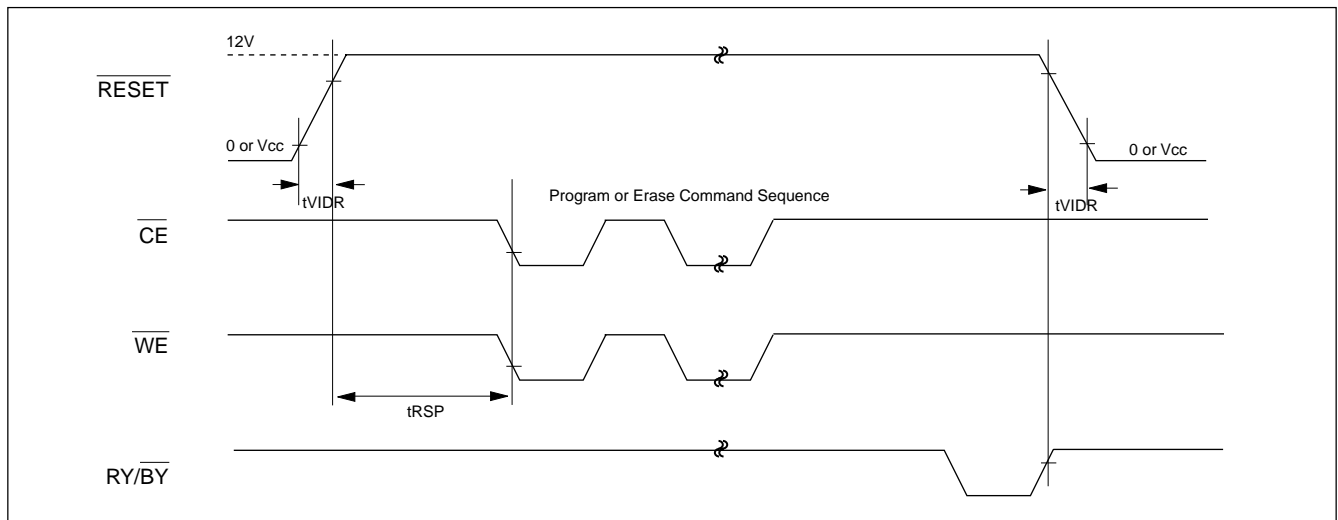 12V
RESET
0 or Vcc
0 or Vcc
tVIDR
Program or Erase Command Sequence
tVIDR
CE
WE
tRSP
RY/BY